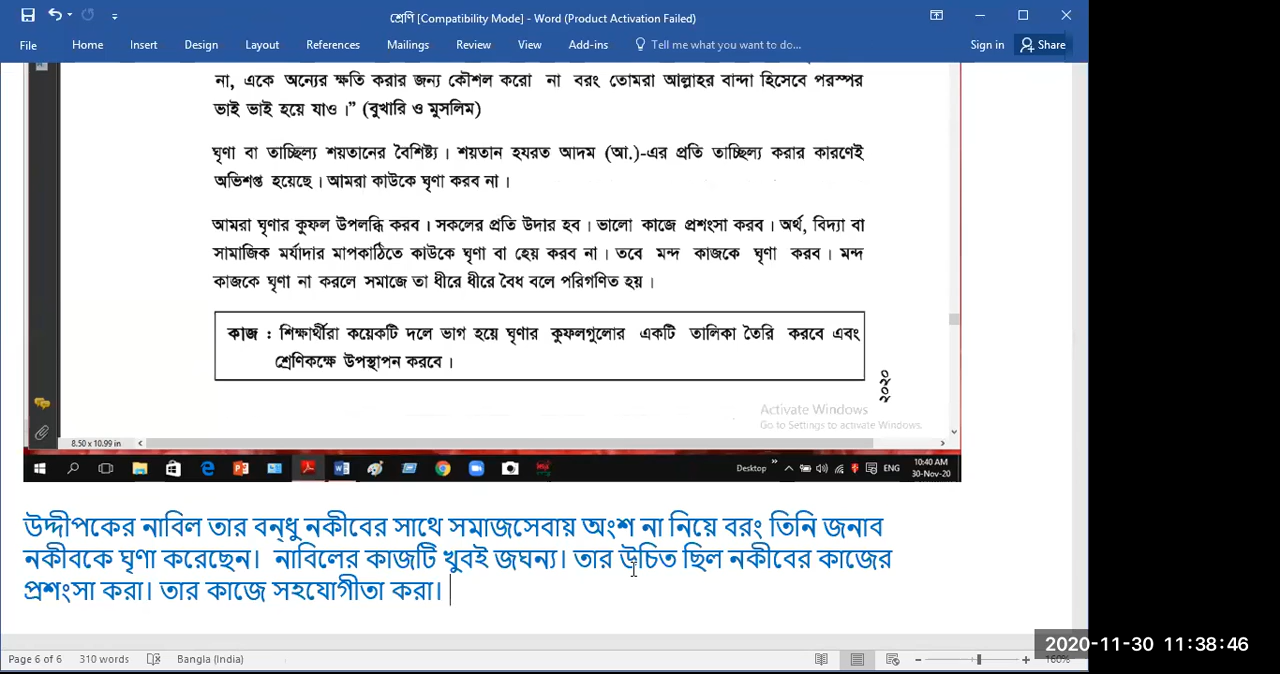 শ্রেণি [Compatibility Mode] - Word (Product Activation Failed)
File Home Insert Design Layout References Mailings Review View Add-ins Tell me what you want to do... Sign in Share
না, একে অন্যের ক্ষতি করার জন্য কৌশল করো না বরং তোমরা আল্লাহর বান্দা হিসেবে পরস্পর
ভাই ভাই হয়ে যাও।” (বুখারি ও মুসলিম)
ঘৃণা বা তাচ্ছিল্য শয়তানের বৈশিষ্ট্য। শয়তান হযরত আদম (আ.)-এর প্রতি তাচ্ছিল্য করার কারণেই
অভিশপ্ত হয়েছে। আমরা কাউকে ঘৃণা করব না।
আমরা ঘৃণার কুফল উপলব্ধি করব। সকলের প্রতি উদার হব। ভালো কাজে প্রশংসা করব। অর্থ, বিদ্যা বা
সামাজিক মর্যাদার মাপকাঠিতে কাউকে ঘৃণা বা হেয় করব না। তবে মন্দ কাজকে ঘৃণা করব। মন্দ
কাজকে ঘৃণা না করলে সমাজে তা ধীরে ধীরে বৈধ বলে পরিগণিত হয়।
কাজ : শিক্ষার্থীরা কয়েকটি দলে ভাগ হয়ে ঘৃণার কুফলগুলোর একটি তালিকা তৈরি করবে এবং
শ্রেণিকক্ষে উপস্থাপন করবে।
২০২০
Activate Windows
Go to Settings to activate Windows.
8.50 x 10.99 in
Desktop ENG
10:40 AM
30-Nov-20
উদ্দীপকের নাবিল তার বন্ধু নকীবের সাথে সমাজসেবায় অংশ না নিয়ে বরং তিনি জনাব
নকীবকে ঘৃণা করেছেন। নাবিলের কাজটি খুবই জঘন্য। তার উচিত ছিল নকীবের কাজের
প্রশংসা করা। তার কাজে সহযোগীতা করা।
2020-11-30 11:38:46
Page 6 of 6 310 words Bangla (India) 160%